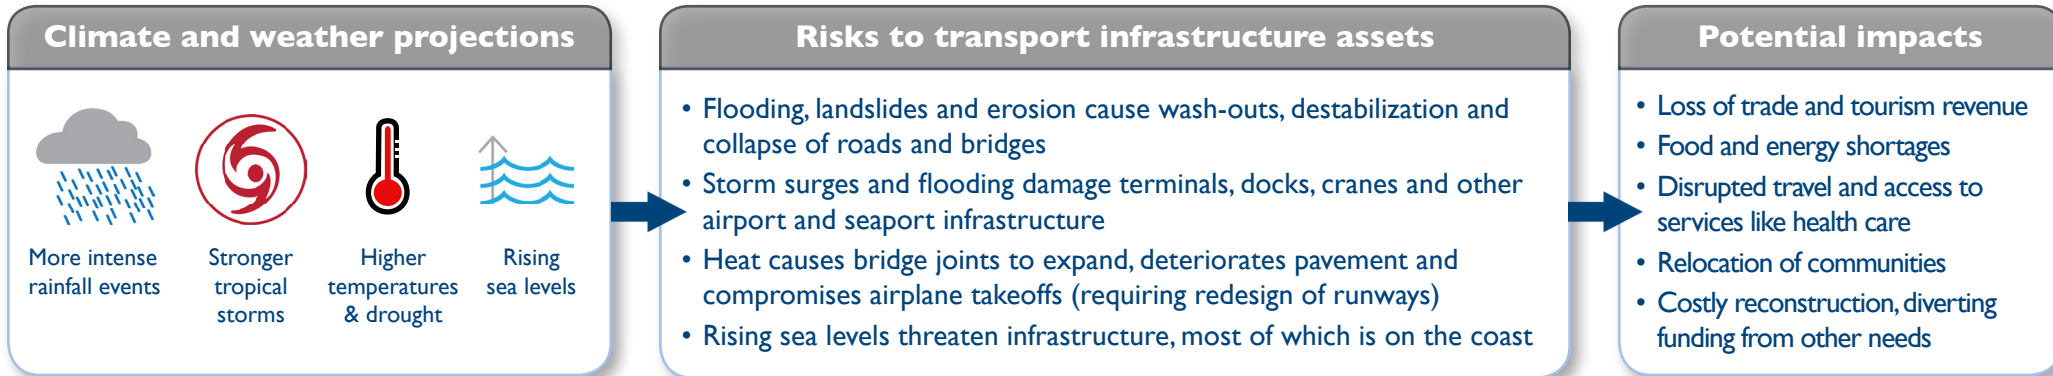 Climate and weather projections
More intense
rainfall events
Stronger
tropical
storms
Higher
temperatures
& drought
Rising
sea levels
Risks to transport infrastructure assets
• Flooding, landslides and erosion cause wash-outs, destabilization and
collapse of roads and bridges
• Storm surges and flooding damage terminals, docks, cranes and other
airport and seaport infrastructure
• Heat causes bridge joints to expand, deteriorates pavement and
compromises airplane takeoffs (requiring redesign of runways)
• Rising sea levels threaten infrastructure, most of which is on the coast
Potential impacts
• Loss of trade and tourism revenue
• Food and energy shortages
• Disrupted travel and access to
services like health care
• Relocation of communities
• Costly reconstruction, diverting
funding from other needs